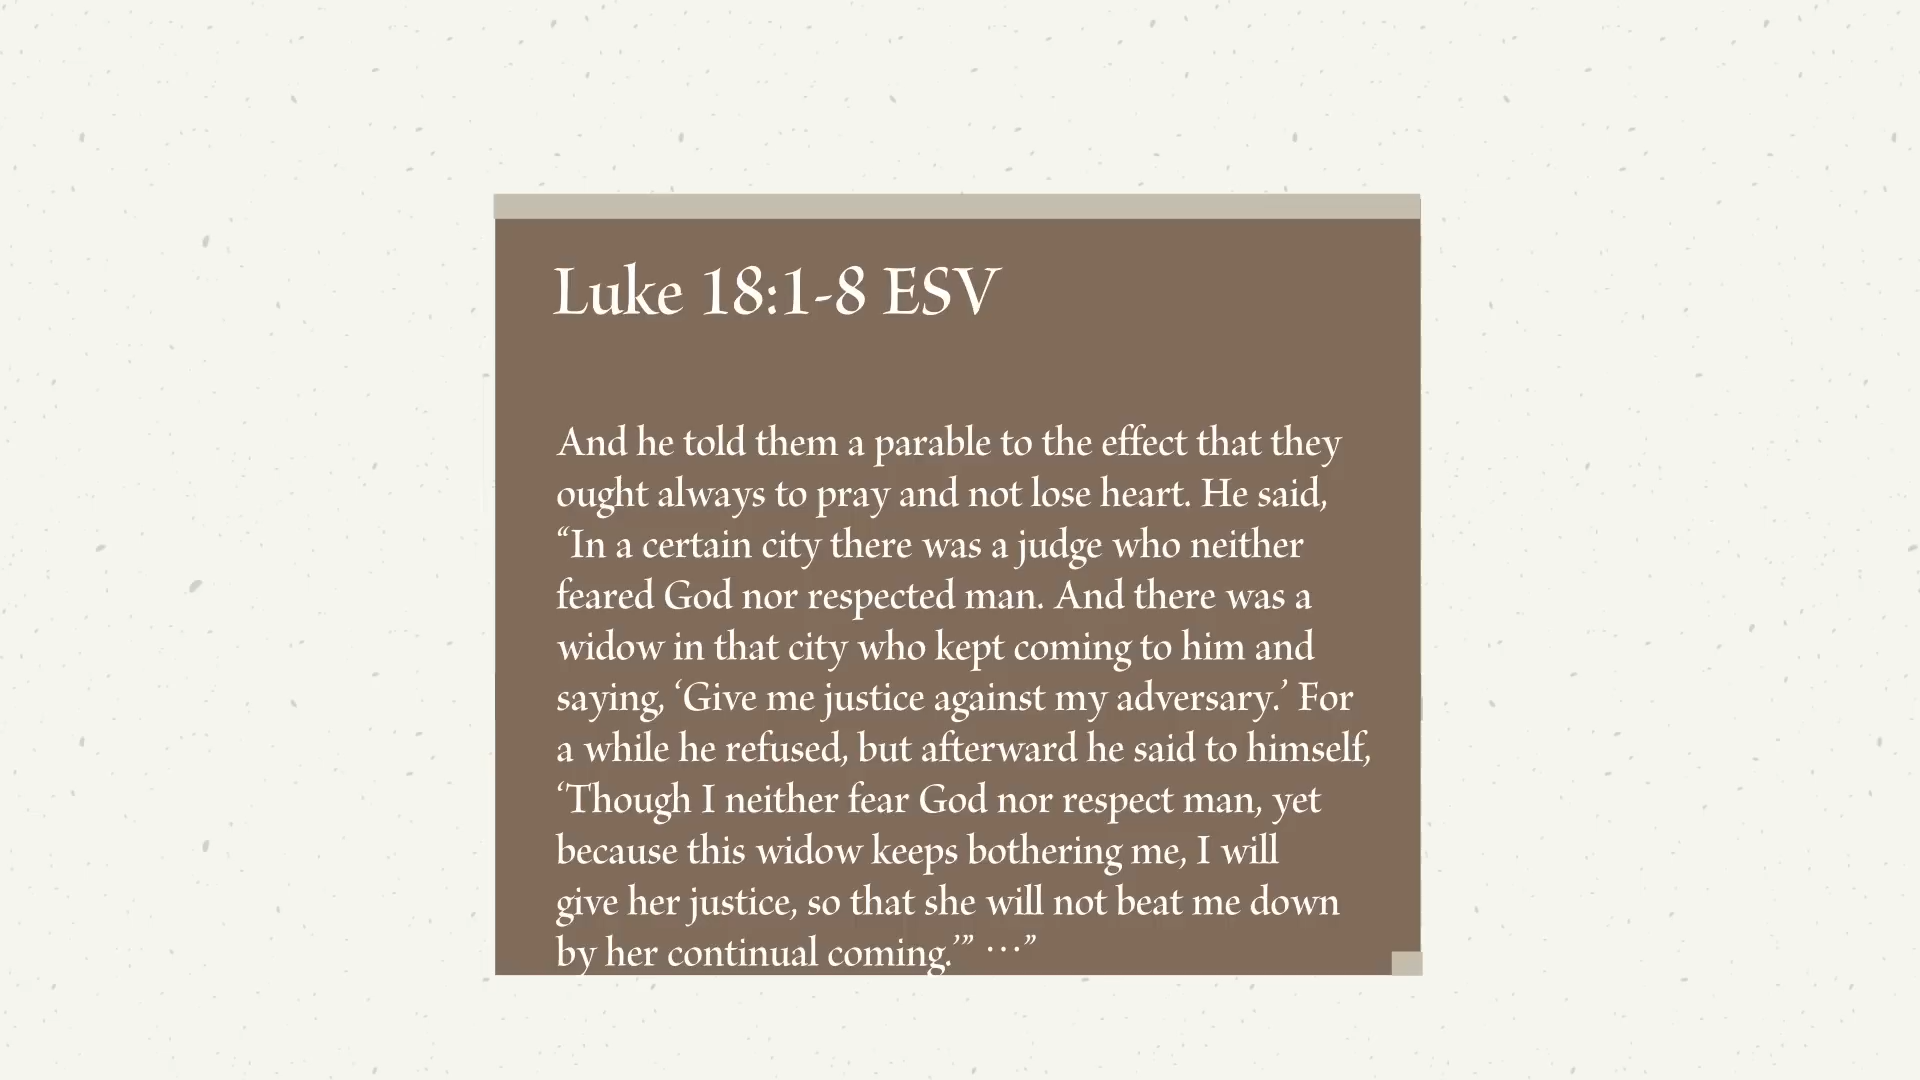 Luke 18:1-8 ESV
And he told them a parable to the effect that they
ought always to pray and not lose heart. He said,
“In a certain city there was a judge who neither
feared God nor respected man. And there was a
widow in that city who kept coming to him and
saying, ‘Give me justice against my adversary.’ For
a while he refused, but afterward he said to himself,
‘Though I neither fear God nor respect man, yet
because this widow keeps bothering me, I will
give her justice, so that she will not beat me down
by her continual coming.’” …”